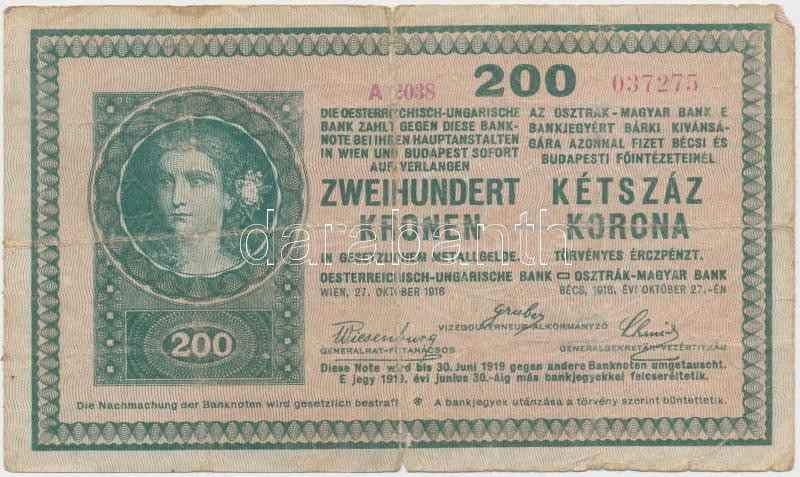 200
A 2038
037275
DIE OESTERREICHISCH-UNGARISCHE
BANK ZAHLT GEGEN DIESE BANK-
NOTE BEI IHREN HAUPTANSTALTEN
IN WIEN UND BUDAPEST SOFORT
AUF VERLANGEN
ZWEIHUNDERT
KRONEN
IN GESETZLICHEM METALLGELDE.
OESTERREICHISCH-UNGARISCHE BANK
WIEN, 27. OKTOBER 1918
AZ OSZTRÁK-MAGYAR BANK E
BANKJEGYÉRT BÁRKI KIVÁNSÁ-
GÁRA AZONNAL FIZET BÉCSI ÉS
BUDAPESTI FŐINTÉZETEINÉL
KÉTSZÁZ
KORONA
TÖRVÉNYES ÉRCZPÉNZT.
OSZTRÁK-MAGYAR BANK
BÉCS, 1918. ÉVI OKTÓBER 27.-ÉN
darabanth
200
Wiesenburg
GENERALRAT-FŐTANÁCSOS
Gruber
VIZEGOUVERNEUR ALKORMÁNYZÓ
GENERALSEKRETÄR-VEZÉRTITKÁR
Diese Note wird bis 30. Juni 1919 gegen andere Banknoten umgetauscht.
E jegy 1919. évi junius 30.-áig más bankjegyekkel felcseréltetik.
Die Nachmachung der Banknoten wird gesetzlich bestraft. * A bankjegyek utánzása a törvény szerint büntettetik.